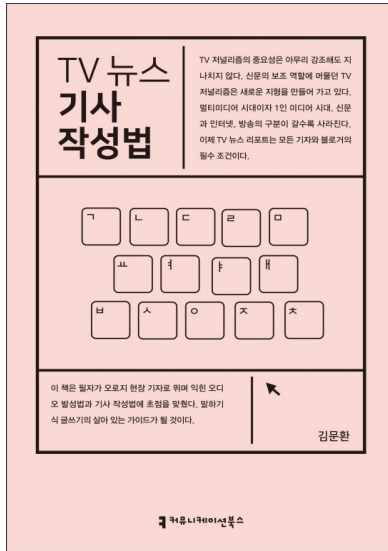 TV 뉴스
기사
작성법
TV 저널리즘의 중요성은 아무리 강조해도 지
나치지 않다. 신문의 보조 역할에 머물던 TV
저널리즘은 새로운 지형을 만들어 가고 있다.
멀티미디어 시대이자 1인 미디어 시대. 신문
과 인터넷, 방송의 구분이 갈수록 사라진다.
이제 TV 뉴스 리포트는 모든 기자와 블로거의
필수 조건이다.
ㄱ ㄴ ㄷ ㄹ ㅁ
ㅛ ㅕ ㅑ ㅐ
ㅂ ㅅ ㅇ ㅈ ㅊ
이 책은 필자가 오로지 현장 기자로 뛰며 익힌 오디
오 발성법과 기사 작성법에 초점을 맞췄다. 말하기
식 글쓰기의 살아 있는 가이드가 될 것이다.
김문환
커뮤니케이션북스